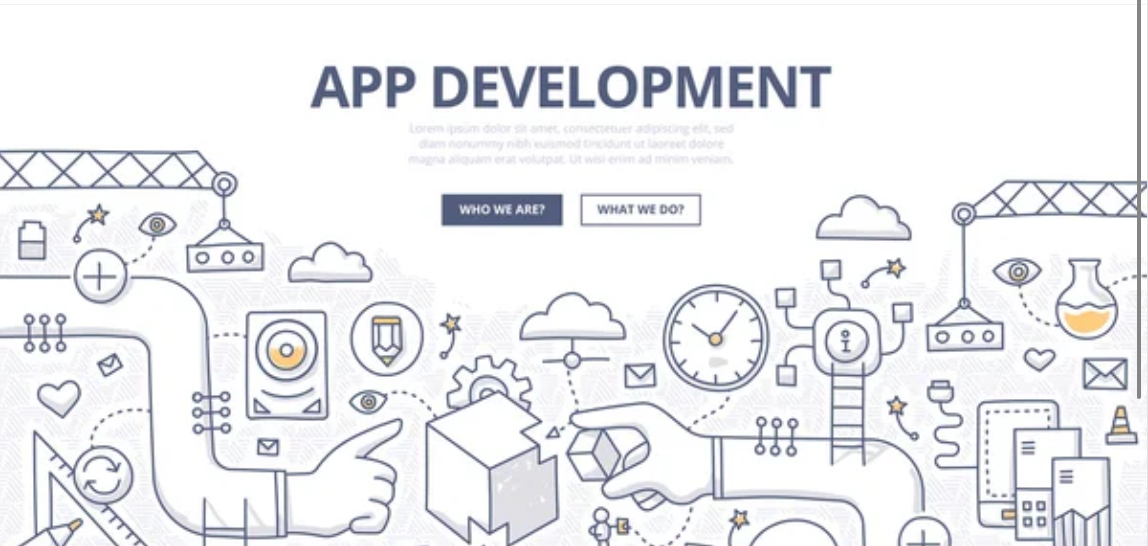 APP DEVELOPMENT
Lorem ipsum dolor sit amet, consectetuer adipiscing elit, sed
diam nonummy nibh euismod tincidunt ut laoreet dolore
magna aliquam erat volutpat. Ut wisi enim ad minim veniam.
WHO WE ARE? WHAT WE DO?